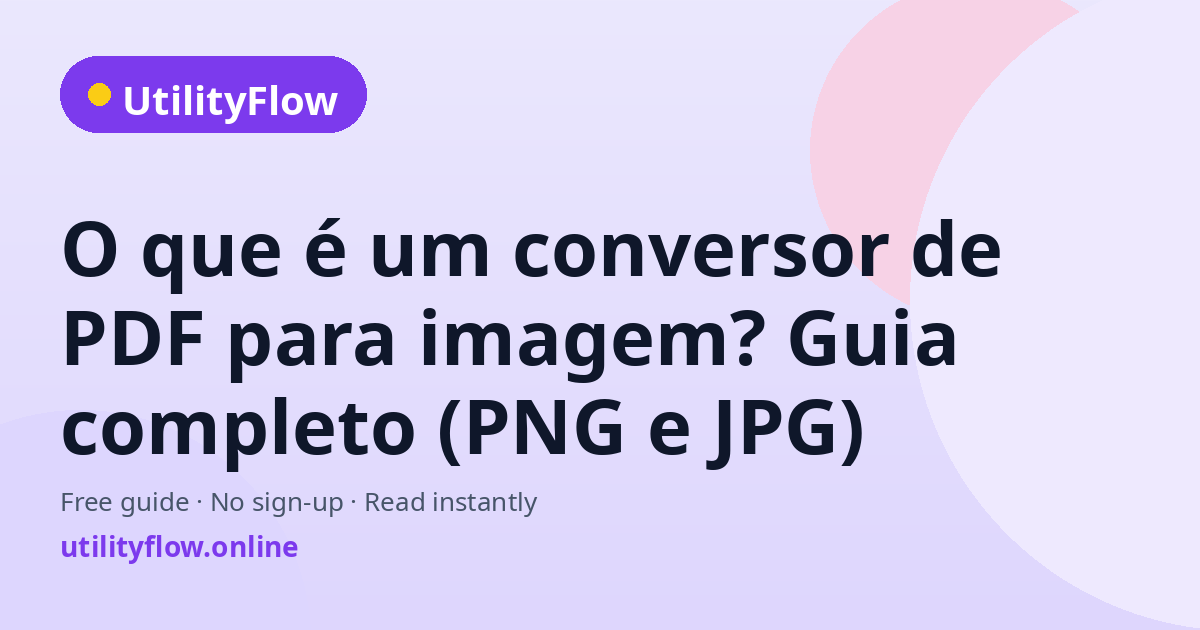 UtilityFlow
O que é um conversor de
PDF para imagem? Guia
completo (PNG e JPG)
Free guide · No sign-up · Read instantly
utilityflow.online